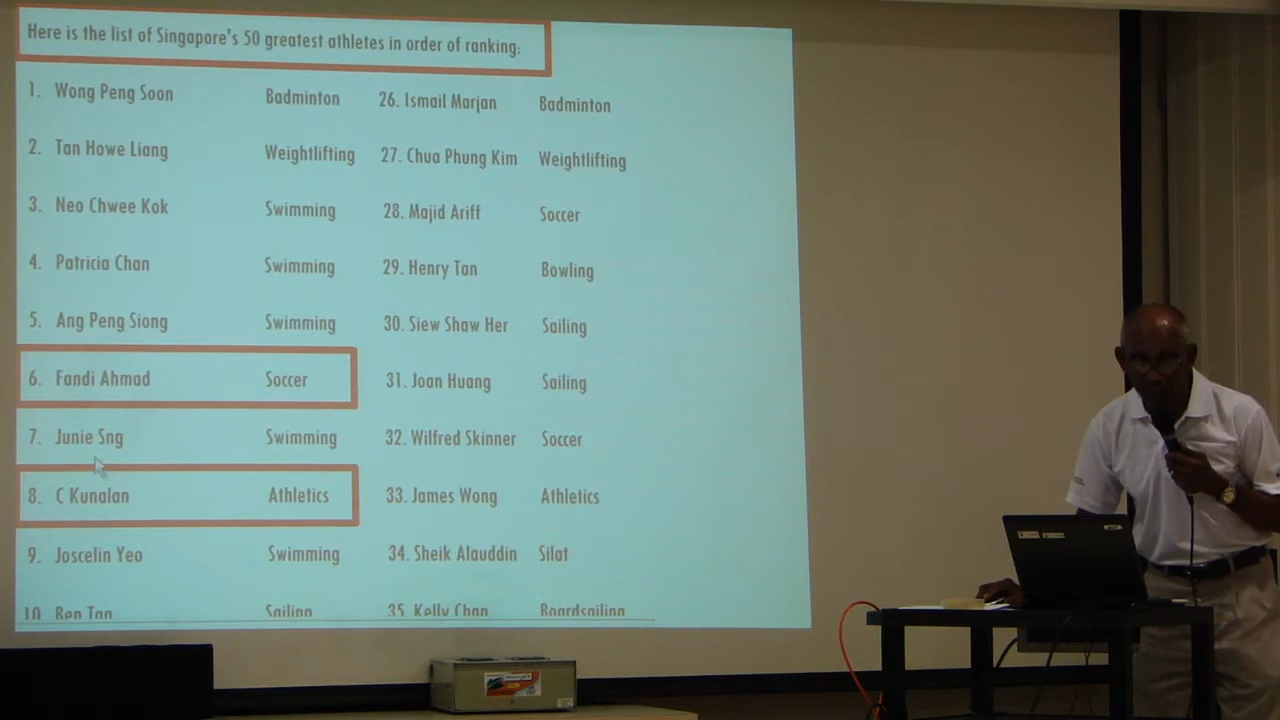 Here is the list of Singapore's 50 greatest athletes in order of ranking:
1. Wong Peng Soon Badminton 26. Ismail Marjan Badminton
2. Tan Howe Liang Weightlifting 27. Chua Phung Kim Weightlifting
3. Neo Chwee Kok Swimming 28. Majid Ariff Soccer
4. Patricia Chan Swimming 29. Henry Tan Bowling
5. Ang Peng Siong Swimming 30. Siew Shaw Her Sailing
6. Fandi Ahmad Soccer 31. Joan Huang Sailing
7. Junie Sng Swimming 32. Wilfred Skinner Soccer
8. C Kunalan Athletics 33. James Wong Athletics
9. Joscelin Yeo Swimming 34. Sheik Alauddin Silat
10. Ben Tan Sailing 35. Kelly Chan Boardsailing